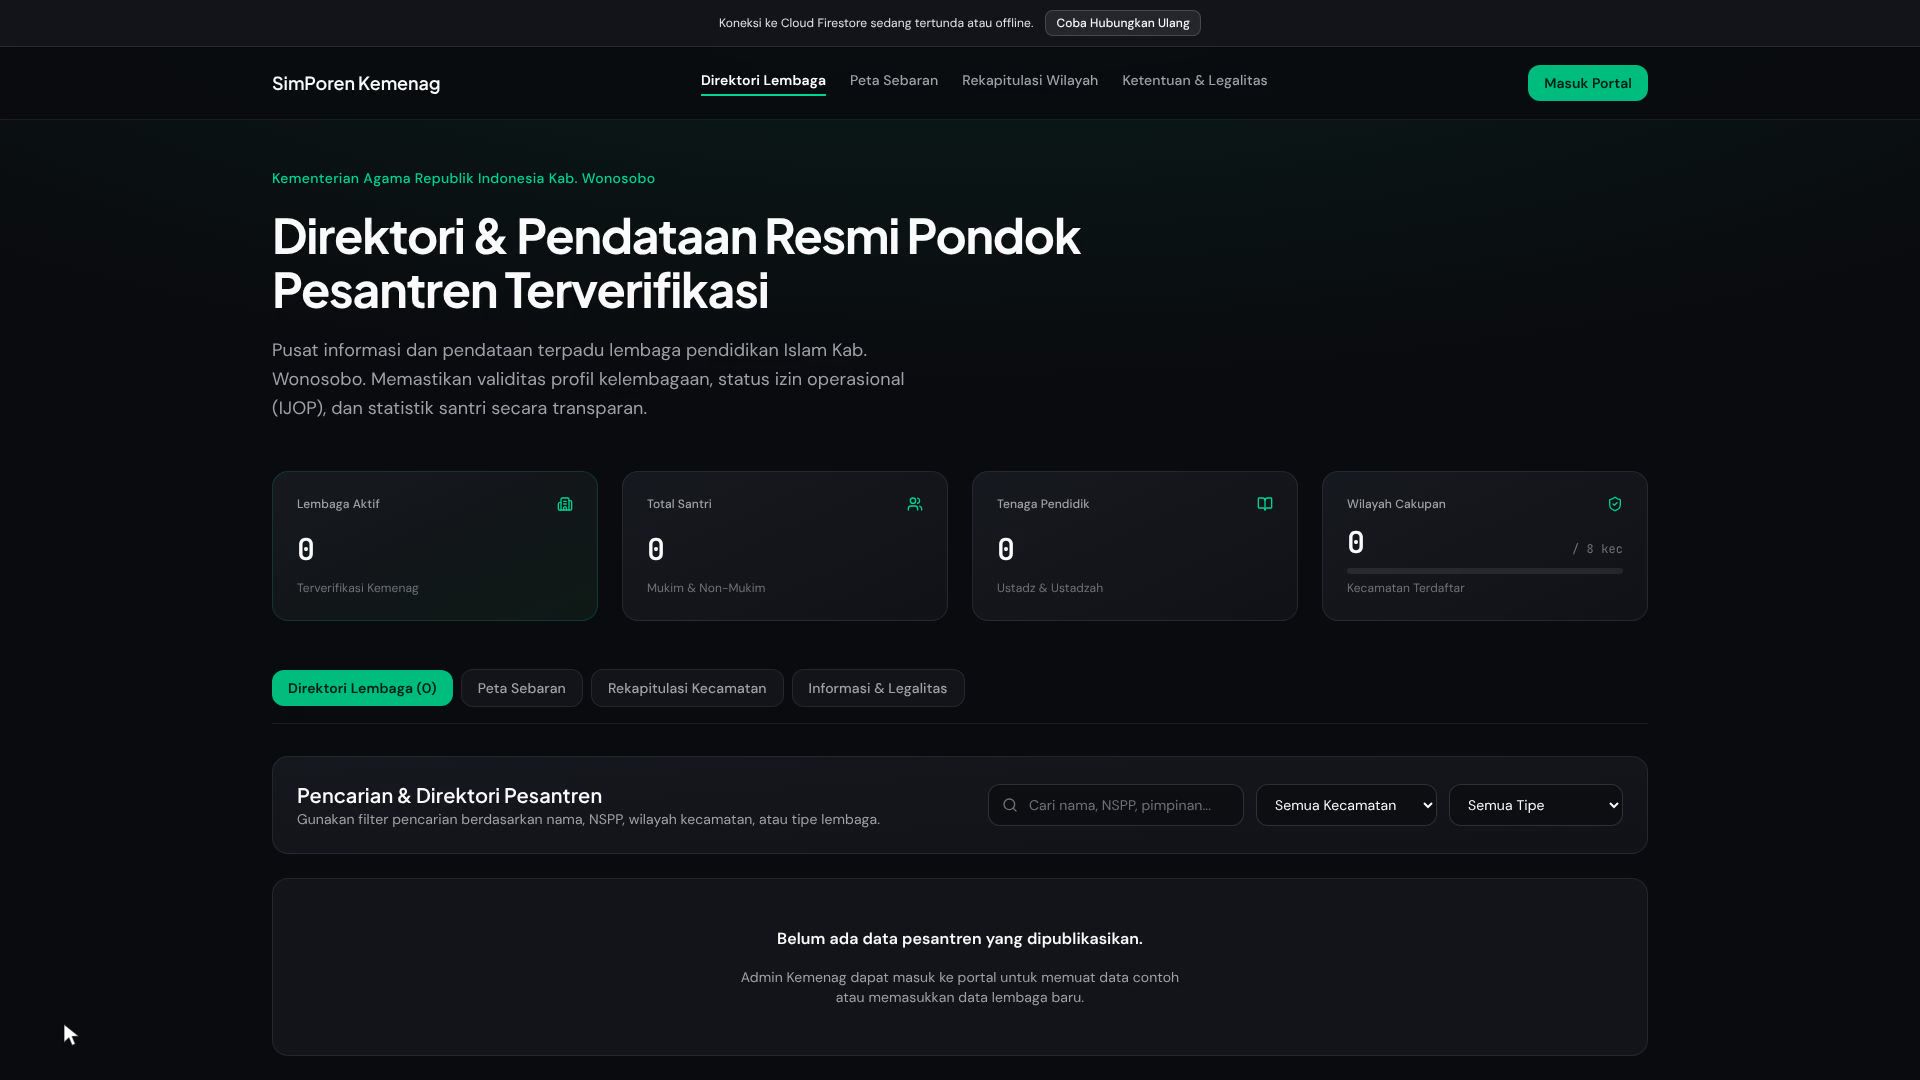 Koneksi ke Cloud Firestore sedang tertunda atau offline.
Coba Hubungkan Ulang
SimPoren Kemenag
Direktori Lembaga
Peta Sebaran
Rekapitulasi Wilayah
Ketentuan & Legalitas
Masuk Portal
Kementerian Agama Republik Indonesia Kab. Wonosobo
Direktori & Pendataan Resmi Pondok
Pesantren Terverifikasi
Pusat informasi dan pendataan terpadu lembaga pendidikan Islam Kab.
Wonosobo. Memastikan validitas profil kelembagaan, status izin operasional
(IJOP), dan statistik santri secara transparan.
Lembaga Aktif
0
Terverifikasi Kemenag
Total Santri
0
Mukim & Non-Mukim
Tenaga Pendidik
0
Ustadz & Ustadzah
Wilayah Cakupan
0
/ 8 kec
Kecamatan Terdaftar
Direktori Lembaga (0)
Peta Sebaran
Rekapitulasi Kecamatan
Informasi & Legalitas
Pencarian & Direktori Pesantren
Gunakan filter pencarian berdasarkan nama, NSPP, wilayah kecamatan, atau tipe lembaga.
Cari nama, NSPP, pimpinan...
Semua Kecamatan
Semua Tipe
Belum ada data pesantren yang dipublikasikan.
Admin Kemenag dapat masuk ke portal untuk memuat data contoh
atau memasukkan data lembaga baru.